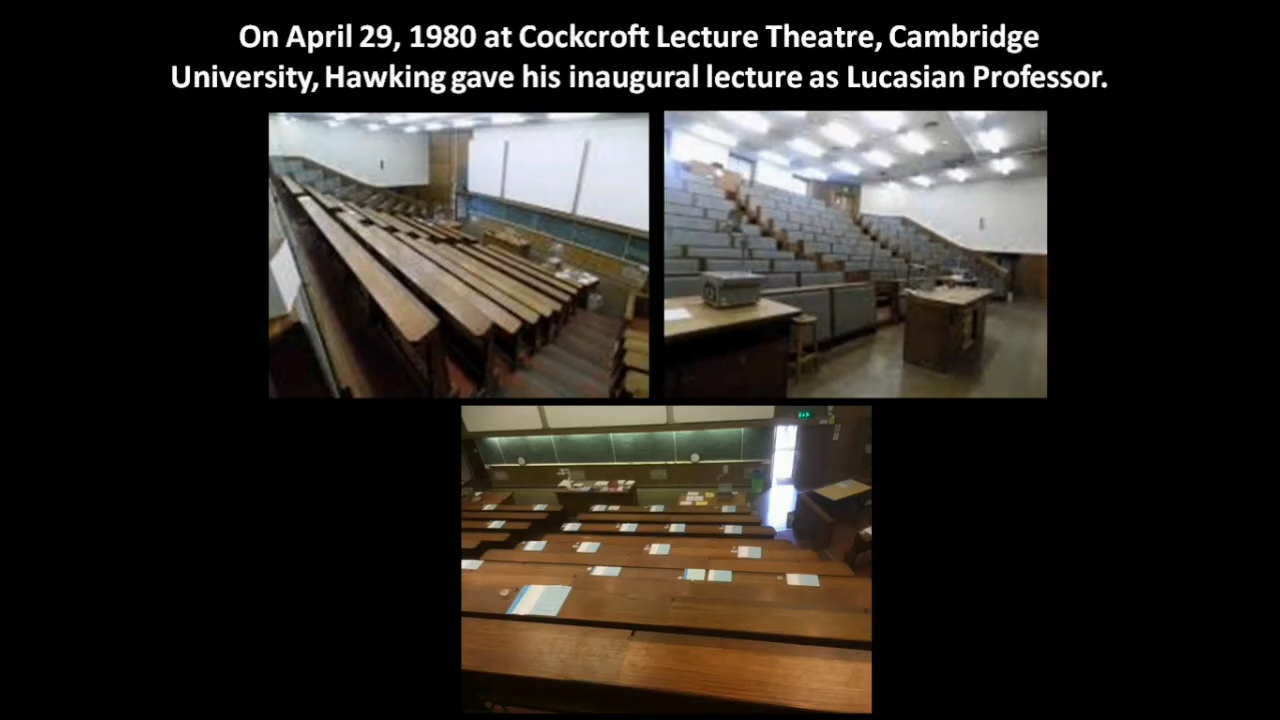 On April 29, 1980 at Cockcroft Lecture Theatre, Cambridge
University, Hawking gave his inaugural lecture as Lucasian Professor.